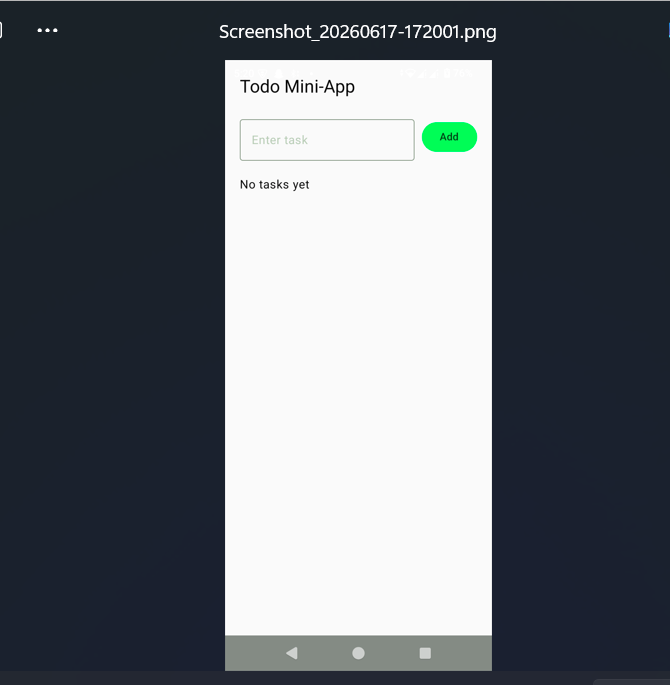 Screenshot_20260617-172001.png
Todo Mini-App
Enter task
Add
No tasks yet